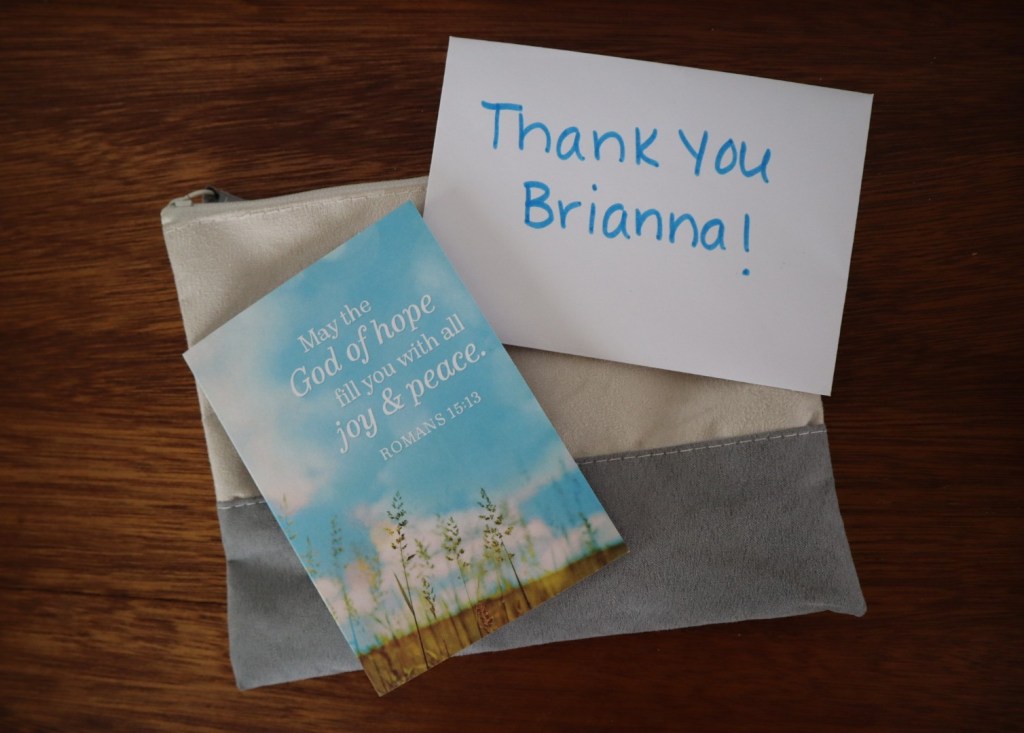 Thank You
Brianna!
May the
God of hope
fill you with all
joy & peace.
ROMANS 15:13